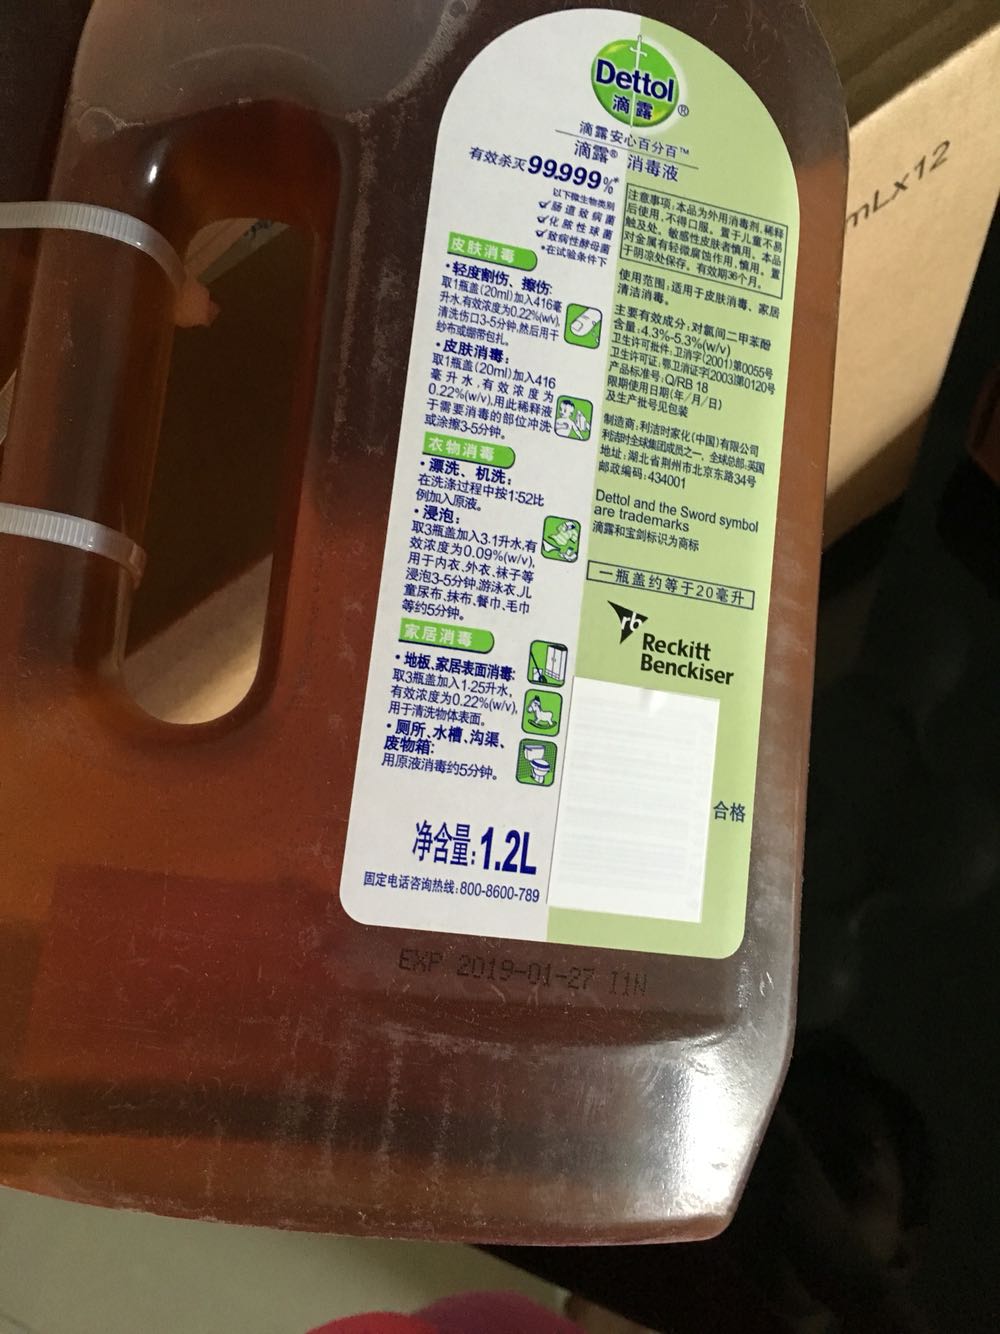 Dettol
滴露
®
滴露安心百分百™
滴露® 消毒液
有效杀灭99.999%*
以下微生物类别
✓肠道致病菌
✓化脓性球菌
✓致病性酵母菌
*在试验条件下
皮肤消毒
·轻度割伤、擦伤:
取1瓶盖(20ml)加入416毫
升水,有效浓度为0.22%(w/v),
清洗伤口3-5分钟,然后用干
纱布或绷带包扎。
·皮肤消毒:
取1瓶盖(20ml)加入416
毫升水,有效浓度为
0.22%(w/v),用此稀释液
于需要消毒的部位冲洗
或涂擦3-5分钟。
衣物消毒
·漂洗、机洗:
在洗涤过程中按1:52比
例加入原液。
·浸泡:
取3瓶盖加入3.1升水,有
效浓度为0.09%(w/v),
用于内衣、外衣、袜子等
浸泡3-5分钟,游泳衣、儿
童尿布、抹布、餐巾、毛巾
等约5分钟。
家居消毒
·地板、家居表面消毒:
取3瓶盖加入1.25升水,
有效浓度为0.22%(w/v),
用于清洗物体表面。
·厕所、水槽、沟渠、
废物箱:
用原液消毒约5分钟。
净含量:1.2L
固定电话咨询热线:800-8600-789
注意事项:本品为外用消毒剂,稀释
后使用,不得口服。置于儿童不易
触及处。敏感性皮肤者慎用。本品
对金属有轻微腐蚀作用,慎用。置
于阴凉处保存。有效期36个月。
使用范围:适用于皮肤消毒、家居
清洁消毒。
主要有效成分:对氯间二甲苯酚
含量:4.3%-5.3%(w/v)
卫生许可批件:卫消字(2001)第0055号
卫生许可证:鄂卫消证字(2003)第0120号
产品标准号:Q/RB 18
限期使用日期(年/月/日)
及生产批号见包装
制造商:利洁时家化(中国)有限公司
利洁时全球集团成员之一,全球总部:英国
地址:湖北省荆州市北京东路34号
邮政编码:434001
Dettol and the Sword symbol
are trademarks
滴露和宝剑标识为商标
一瓶盖约等于20毫升
rb
Reckitt
Benckiser
合格
EXP 2019-01-27 11N
mL×12